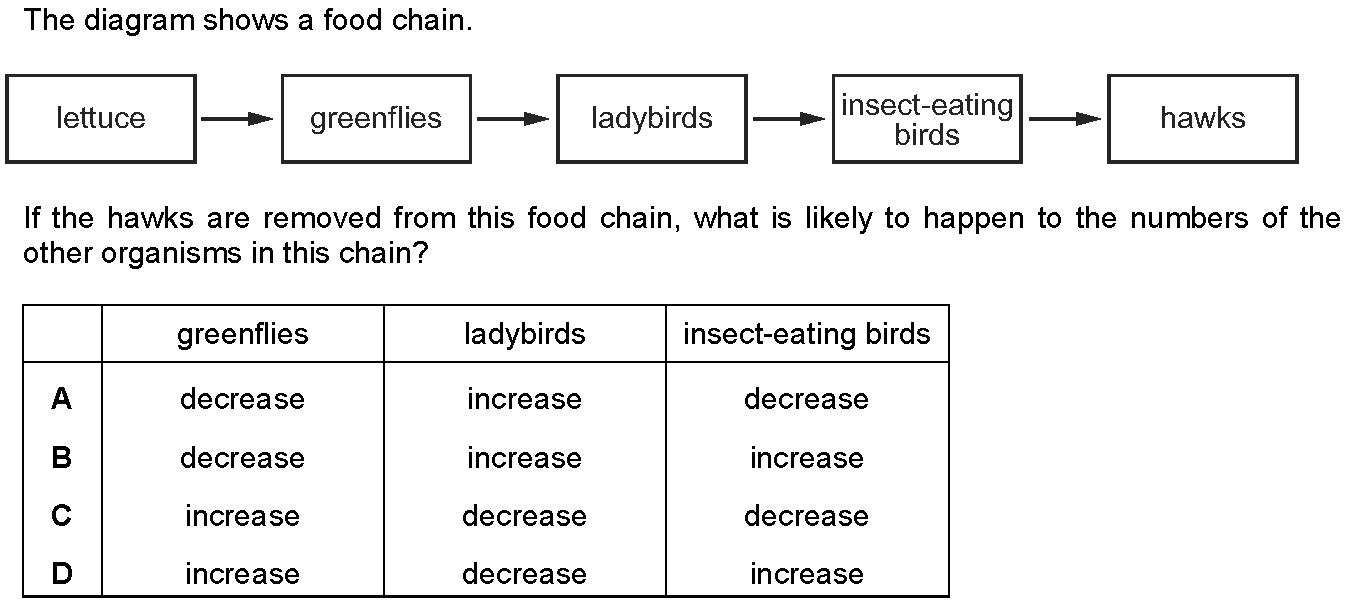 The diagram shows a food chain.
lettuce greenflies ladybirds insect-eating birds hawks
If the hawks are removed from this food chain, what is likely to happen to the numbers of the
other organisms in this chain?
greenflies ladybirds insect-eating birds
A decrease increase decrease
B decrease increase increase
C increase decrease decrease
D increase decrease increase